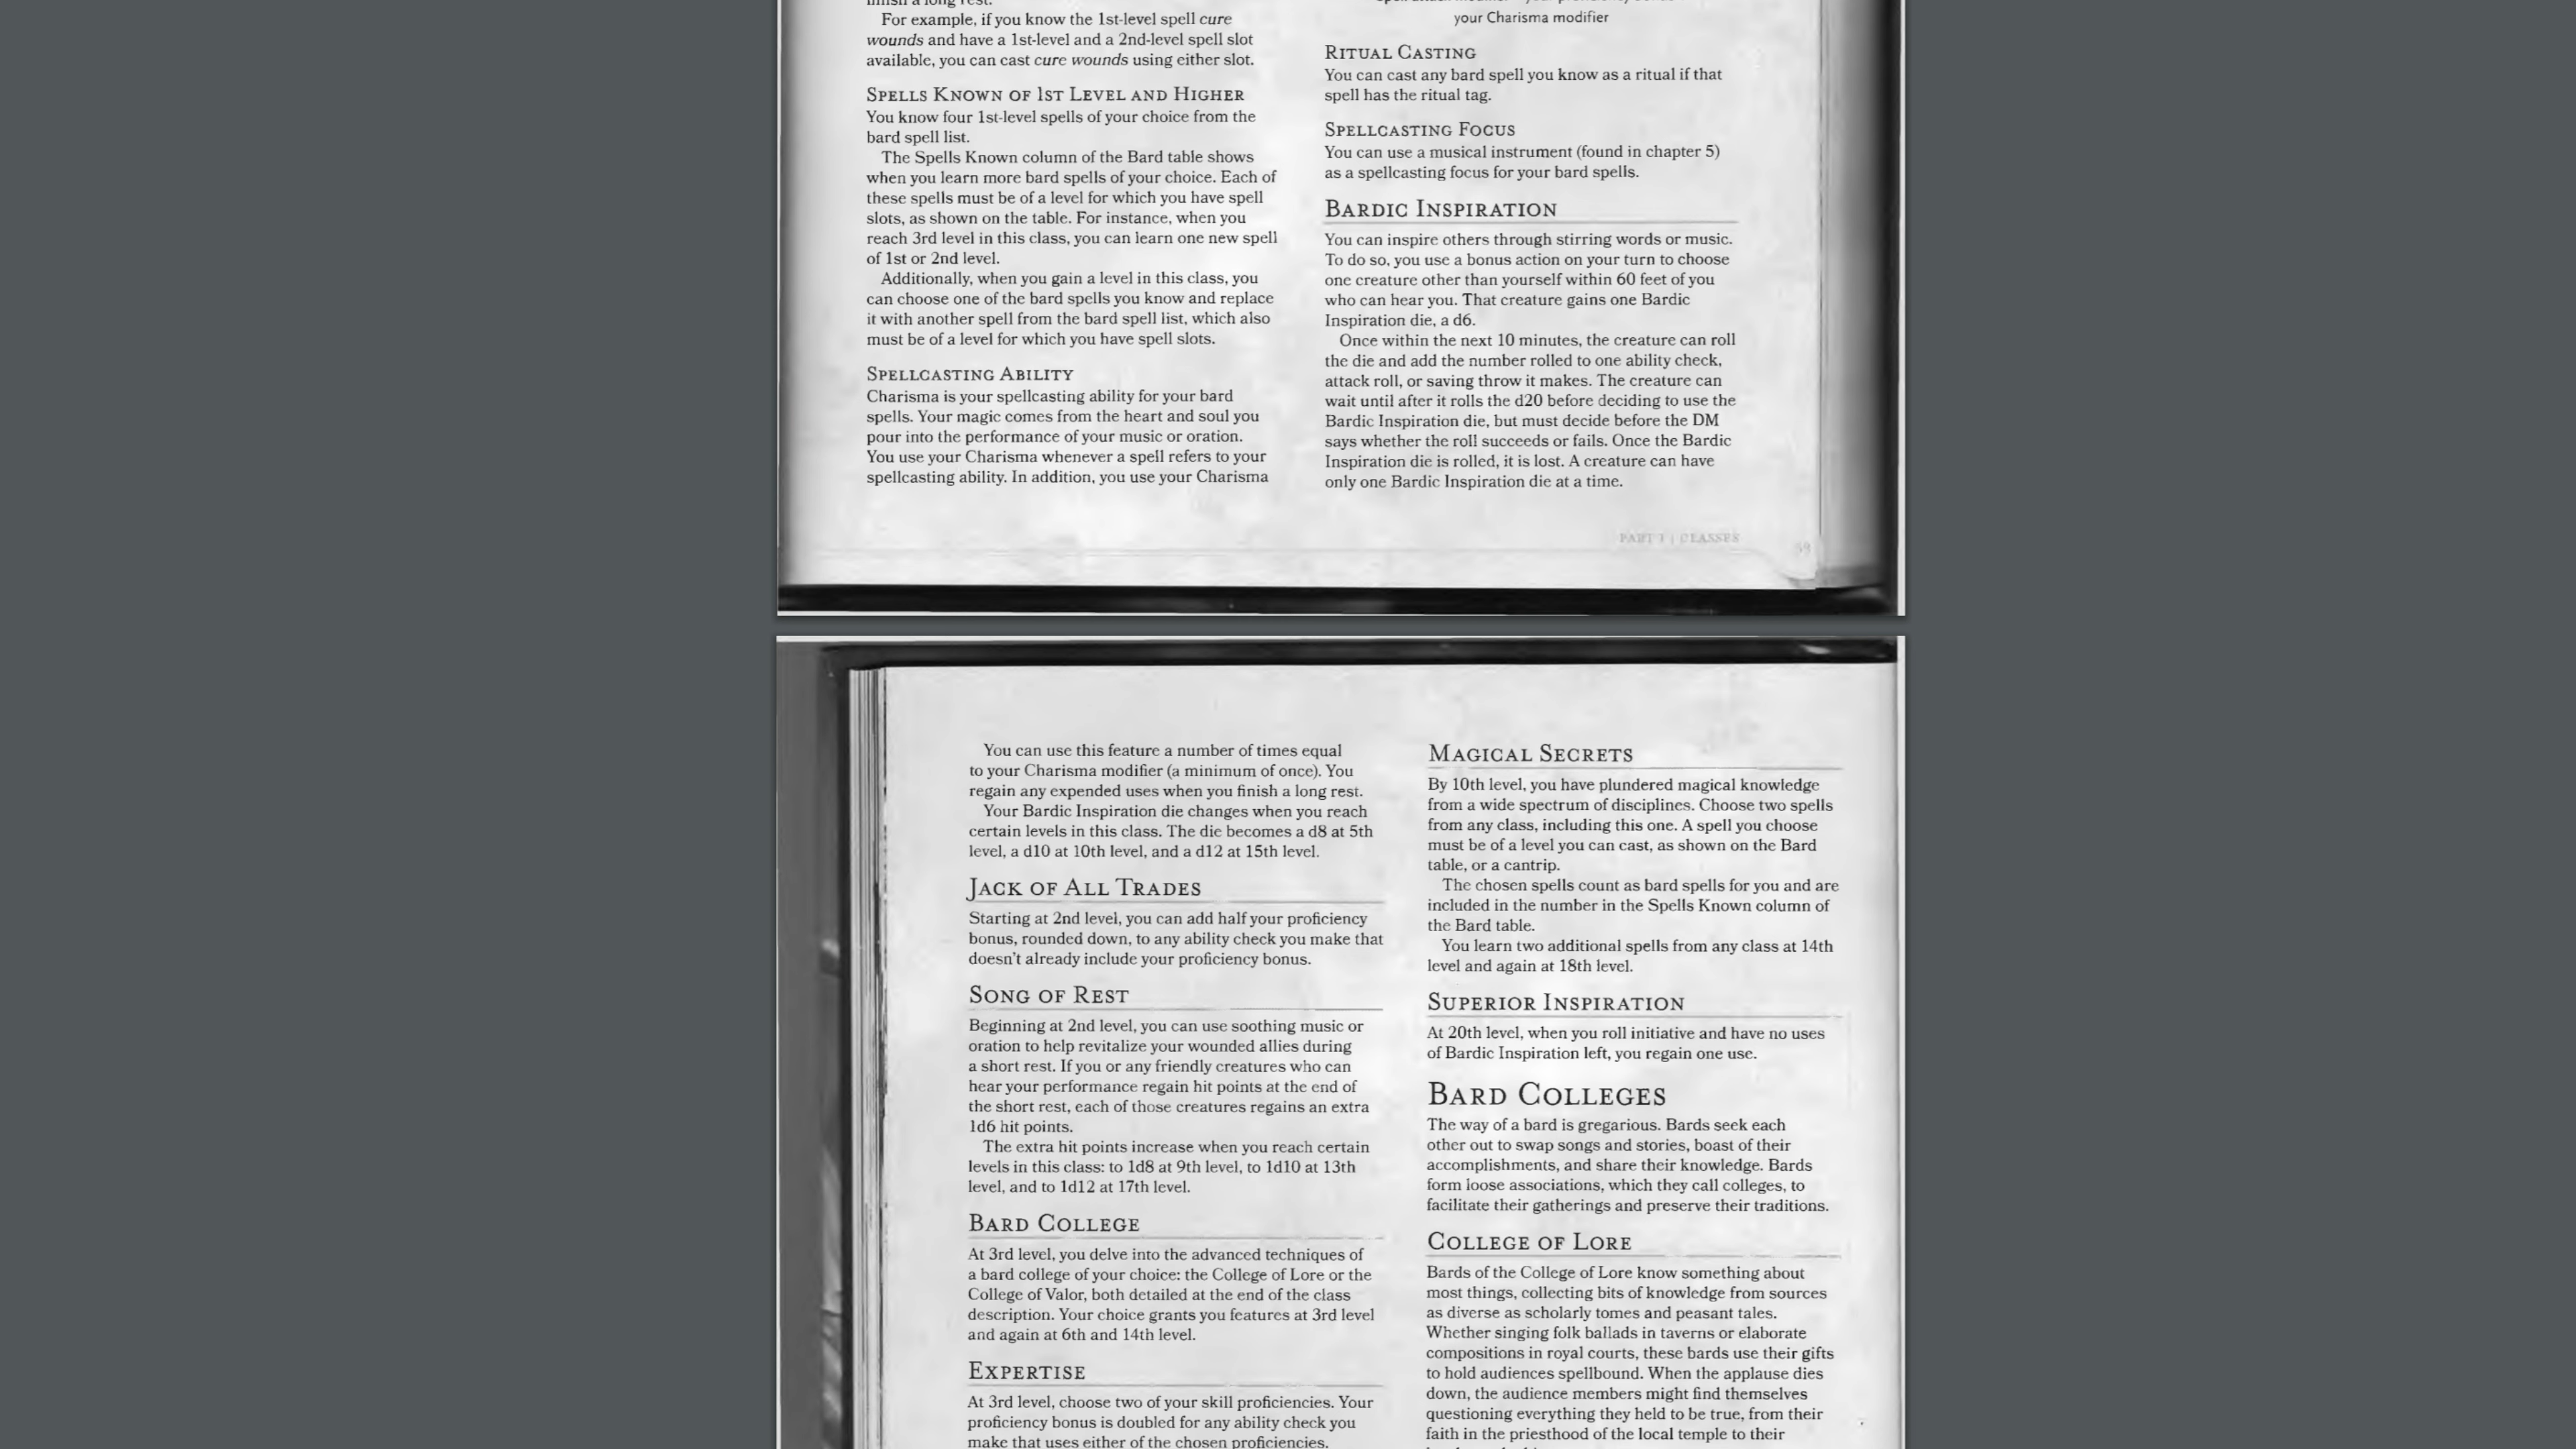 For example, if you know the 1st-level spell cure
wounds and have a 1st-level and a 2nd-level spell slot
available, you can cast cure wounds using either slot.
SPELLS KNOWN OF 1ST LEVEL AND HIGHER
You know four 1st-level spells of your choice from the
bard spell list.
The Spells Known column of the Bard table shows
when you learn more bard spells of your choice. Each of
these spells must be of a level for which you have spell
slots, as shown on the table. For instance, when you
reach 3rd level in this class, you can learn one new spell
of 1st or 2nd level.
Additionally, when you gain a level in this class, you
can choose one of the bard spells you know and replace
it with another spell from the bard spell list, which also
must be of a level for which you have spell slots.
SPELLCASTING ABILITY
Charisma is your spellcasting ability for your bard
spells. Your magic comes from the heart and soul you
pour into the performance of your music or oration.
You use your Charisma whenever a spell refers to your
spellcasting ability. In addition, you use your Charisma
your Charisma modifier
RITUAL CASTING
You can cast any bard spell you know as a ritual if that
spell has the ritual tag.
SPELLCASTING FOCUS
You can use a musical instrument (found in chapter 5)
as a spellcasting focus for your bard spells.
BARDIC INSPIRATION
You can inspire others through stirring words or music.
To do so, you use a bonus action on your turn to choose
one creature other than yourself within 60 feet of you
who can hear you. That creature gains one Bardic
Inspiration die, a d6.
Once within the next 10 minutes, the creature can roll
the die and add the number rolled to one ability check,
attack roll, or saving throw it makes. The creature can
wait until after it rolls the d20 before deciding to use the
Bardic Inspiration die, but must decide before the DM
says whether the roll succeeds or fails. Once the Bardic
Inspiration die is rolled, it is lost. A creature can have
only one Bardic Inspiration die at a time.
PART 1 | CLASSES
You can use this feature a number of times equal
to your Charisma modifier (a minimum of once). You
regain any expended uses when you finish a long rest.
Your Bardic Inspiration die changes when you reach
certain levels in this class. The die becomes a d8 at 5th
level, a d10 at 10th level, and a d12 at 15th level.
JACK OF ALL TRADES
Starting at 2nd level, you can add half your proficiency
bonus, rounded down, to any ability check you make that
doesn't already include your proficiency bonus.
SONG OF REST
Beginning at 2nd level, you can use soothing music or
oration to help revitalize your wounded allies during
a short rest. If you or any friendly creatures who can
hear your performance regain hit points at the end of
the short rest, each of those creatures regains an extra
1d6 hit points.
The extra hit points increase when you reach certain
levels in this class: to 1d8 at 9th level, to 1d10 at 13th
level, and to 1d12 at 17th level.
BARD COLLEGE
At 3rd level, you delve into the advanced techniques of
a bard college of your choice: the College of Lore or the
College of Valor, both detailed at the end of the class
description. Your choice grants you features at 3rd level
and again at 6th and 14th level.
EXPERTISE
At 3rd level, choose two of your skill proficiencies. Your
proficiency bonus is doubled for any ability check you
make that uses either of the chosen proficiencies.
MAGICAL SECRETS
By 10th level, you have plundered magical knowledge
from a wide spectrum of disciplines. Choose two spells
from any class, including this one. A spell you choose
must be of a level you can cast, as shown on the Bard
table, or a cantrip.
The chosen spells count as bard spells for you and are
included in the number in the Spells Known column of
the Bard table.
You learn two additional spells from any class at 14th
level and again at 18th level.
SUPERIOR INSPIRATION
At 20th level, when you roll initiative and have no uses
of Bardic Inspiration left, you regain one use.
BARD COLLEGES
The way of a bard is gregarious. Bards seek each
other out to swap songs and stories, boast of their
accomplishments, and share their knowledge. Bards
form loose associations, which they call colleges, to
facilitate their gatherings and preserve their traditions.
COLLEGE OF LORE
Bards of the College of Lore know something about
most things, collecting bits of knowledge from sources
as diverse as scholarly tomes and peasant tales.
Whether singing folk ballads in taverns or elaborate
compositions in royal courts, these bards use their gifts
to hold audiences spellbound. When the applause dies
down, the audience members might find themselves
questioning everything they held to be true, from their
faith in the priesthood of the local temple to their